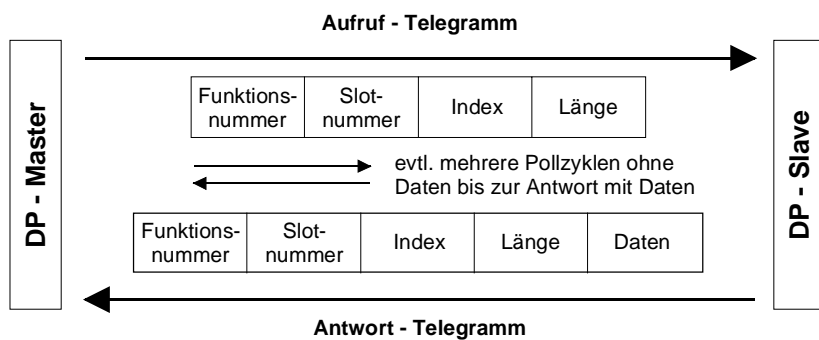 Aufruf - Telegramm
DP - Master
DP - Slave
Funktions-
nummer
Slot-
nummer
Index
Länge
evtl. mehrere Pollzyklen ohne
Daten bis zur Antwort mit Daten
Funktions-
nummer
Slot-
nummer
Index
Länge
Daten
Antwort - Telegramm